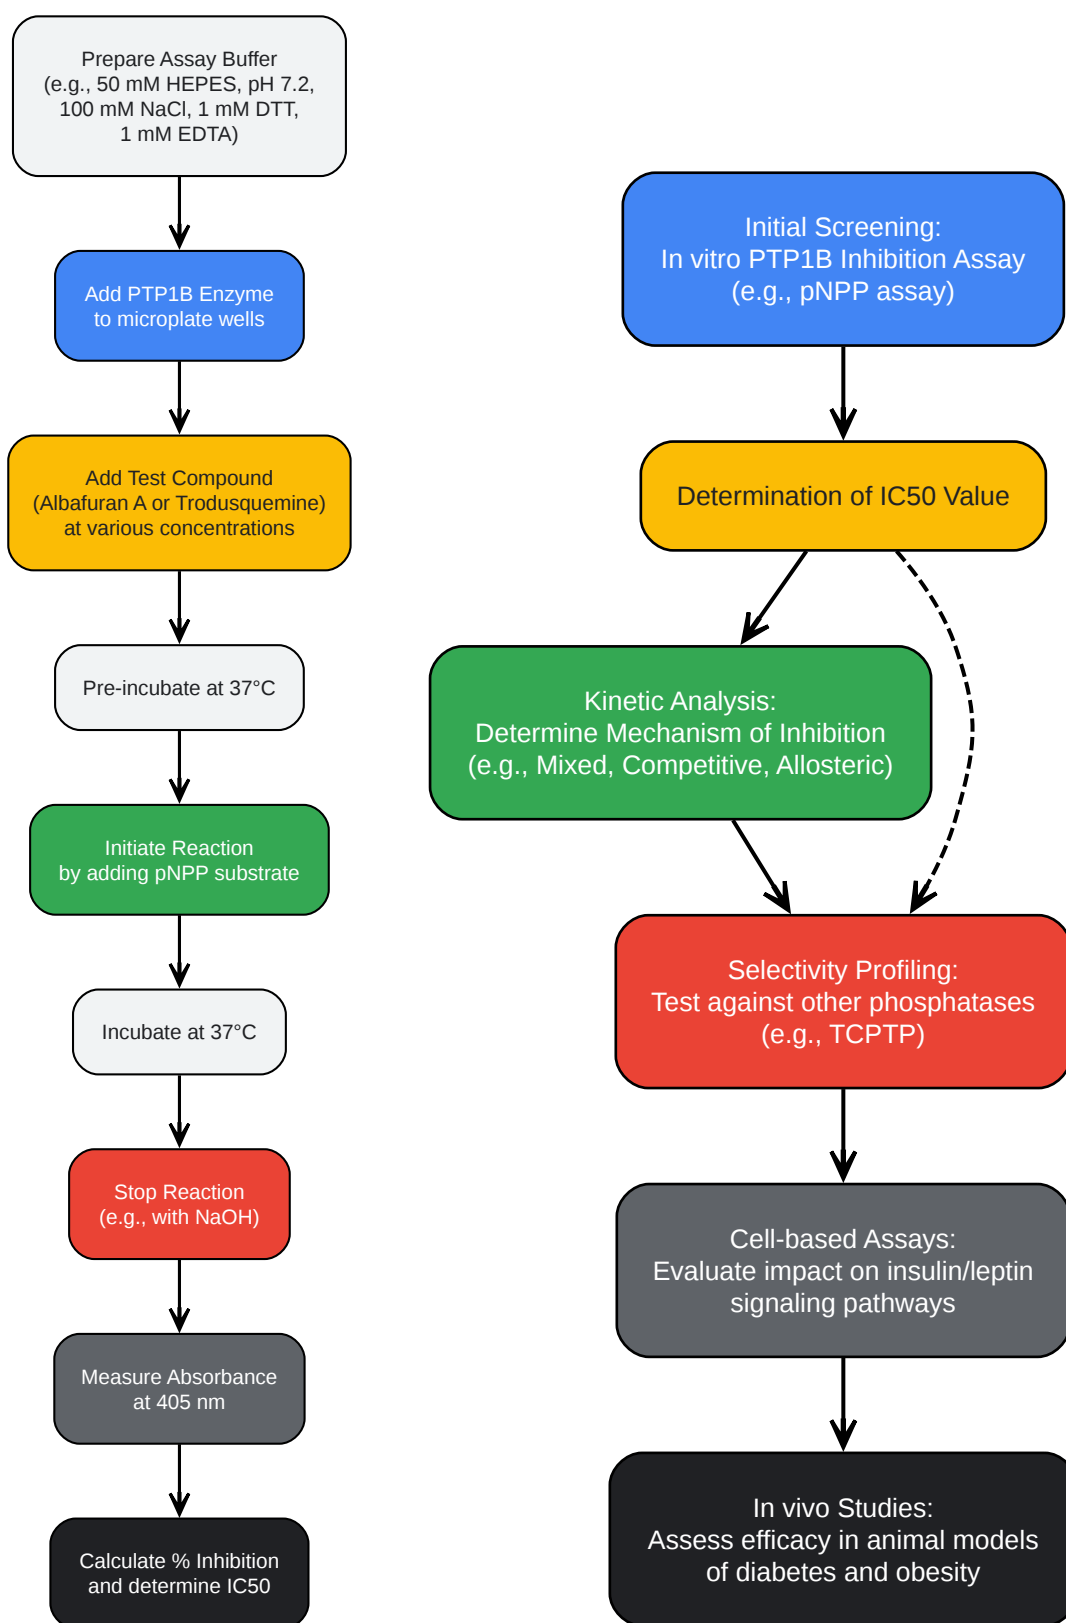 Prepare Assay Buffer
(e.g., 50 mM HEPES, pH 7.2,
100 mM NaCl, 1 mM DTT,
1 mM EDTA)
Add PTP1B Enzyme
to microplate wells
Add Test Compound
(Albafuran A or Trodusquemine)
at various concentrations
Pre-incubate at 37°C
Initiate Reaction
by adding pNPP substrate
Incubate at 37°C
Stop Reaction
(e.g., with NaOH)
Measure Absorbance
at 405 nm
Calculate % Inhibition
and determine IC50
Initial Screening:
In vitro PTP1B Inhibition Assay
(e.g., pNPP assay)
Determination of IC50 Value
Kinetic Analysis:
Determine Mechanism of Inhibition
(e.g., Mixed, Competitive, Allosteric)
Selectivity Profiling:
Test against other phosphatases
(e.g., TCPTP)
Cell-based Assays:
Evaluate impact on insulin/leptin
signaling pathways
In vivo Studies:
Assess efficacy in animal models
of diabetes and obesity